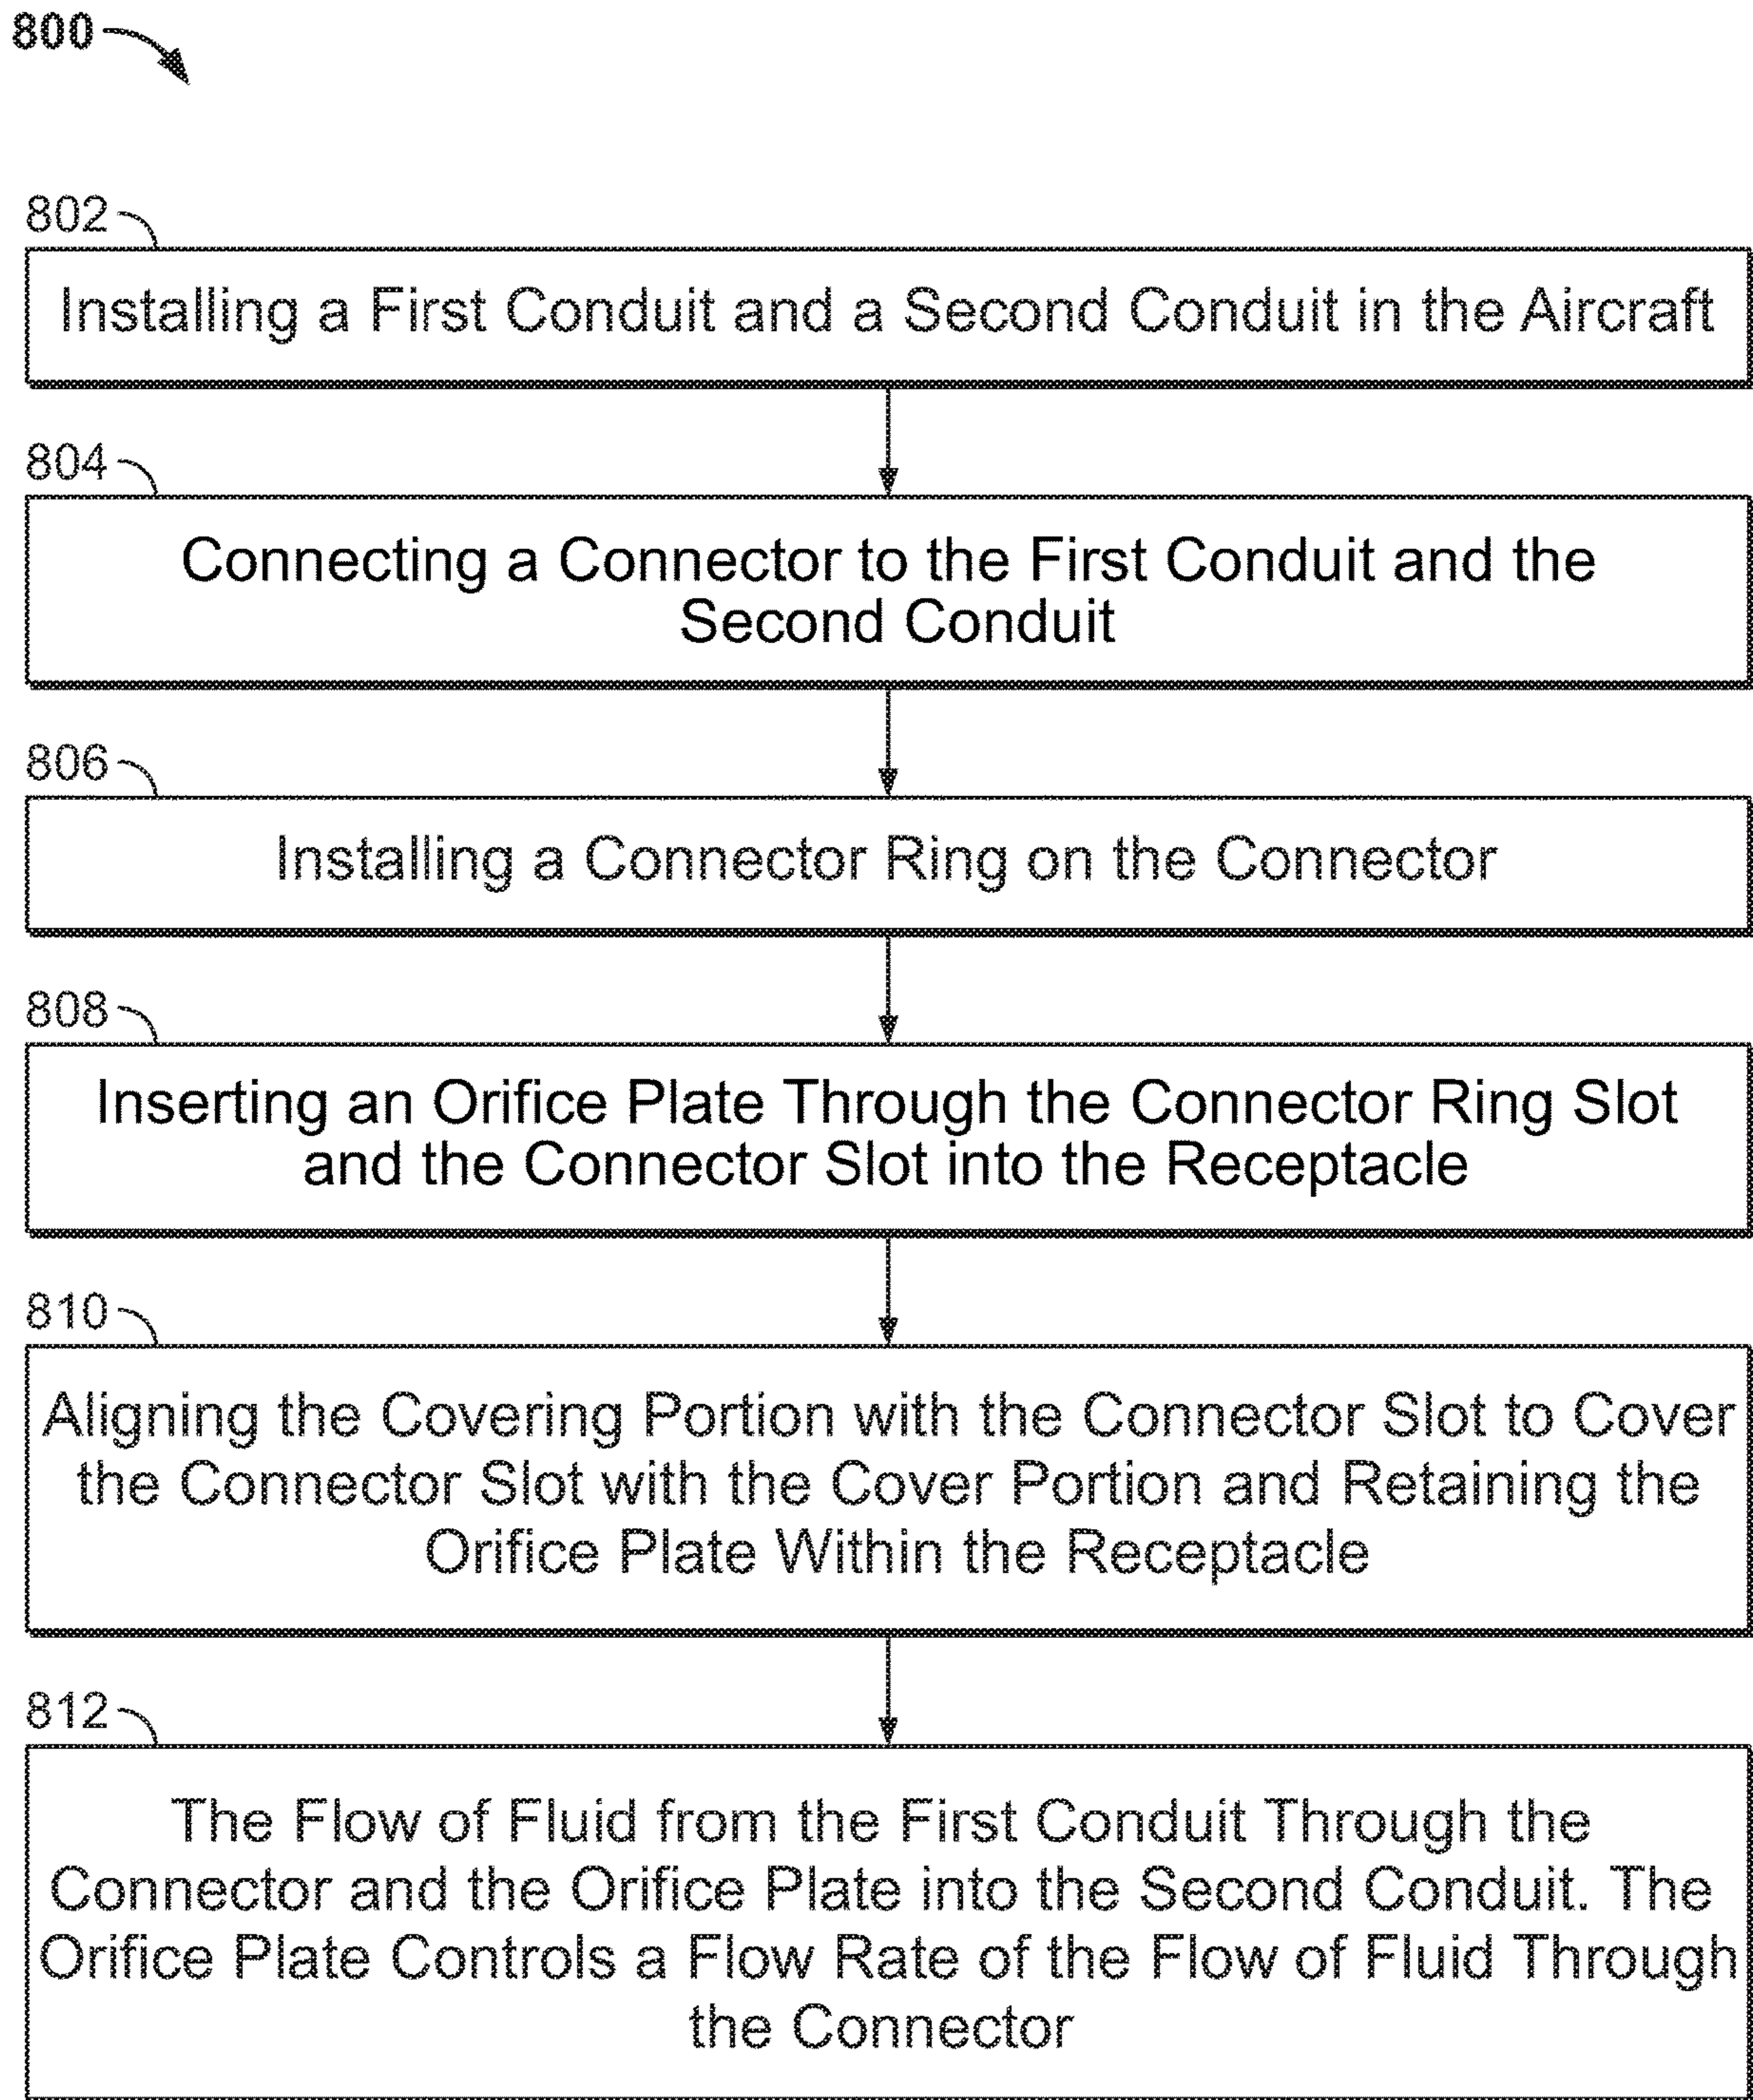 800
802
Installing a First Conduit and a Second Conduit in the Aircraft
804
Connecting a Connector to the First Conduit and the
Second Conduit
806
Installing a Connector Ring on the Connector
808
Inserting an Orifice Plate Through the Connector Ring Slot
and the Connector Slot into the Receptacle
810
Aligning the Covering Portion with the Connector Slot to Cover
the Connector Slot with the Cover Portion and Retaining the
Orifice Plate Within the Receptacle
812
The Flow of Fluid from the First Conduit Through the
Connector and the Orifice Plate into the Second Conduit. The
Orifice Plate Controls a Flow Rate of the Flow of Fluid Through
the Connector